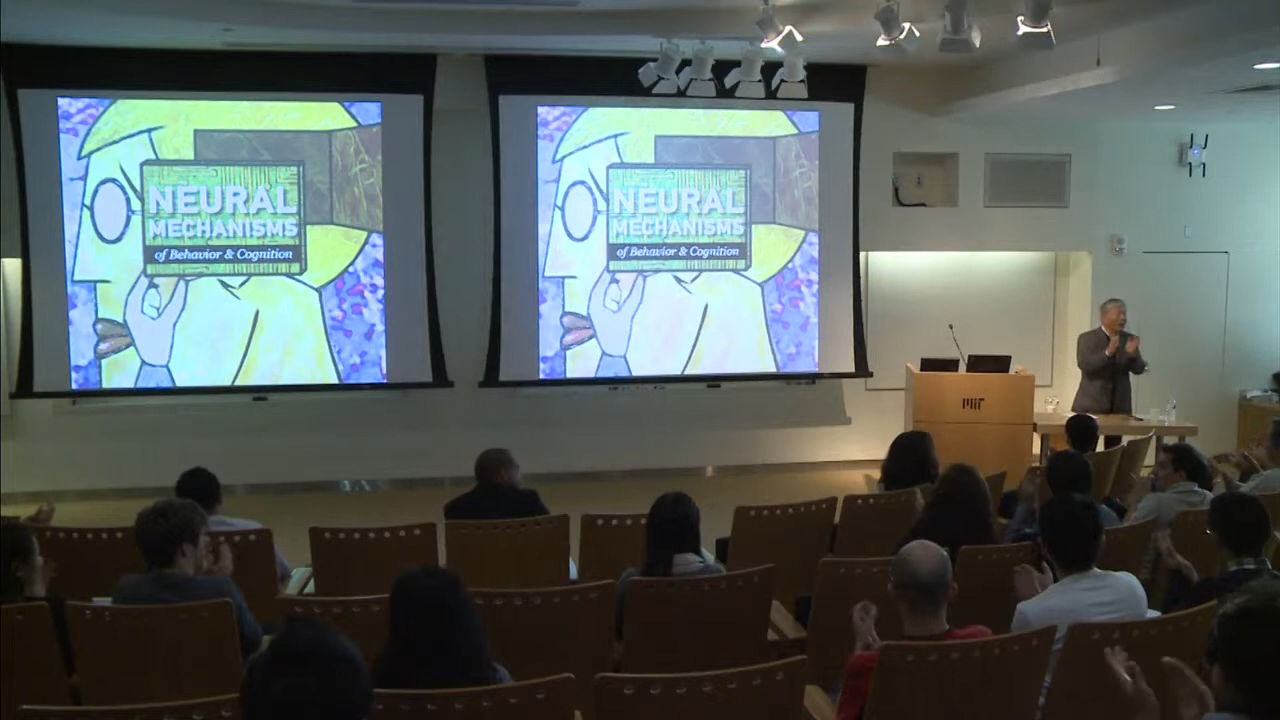 NEURAL
MECHANISMS
of Behavior & Cognition
NEURAL
MECHANISMS
of Behavior & Cognition
MIT